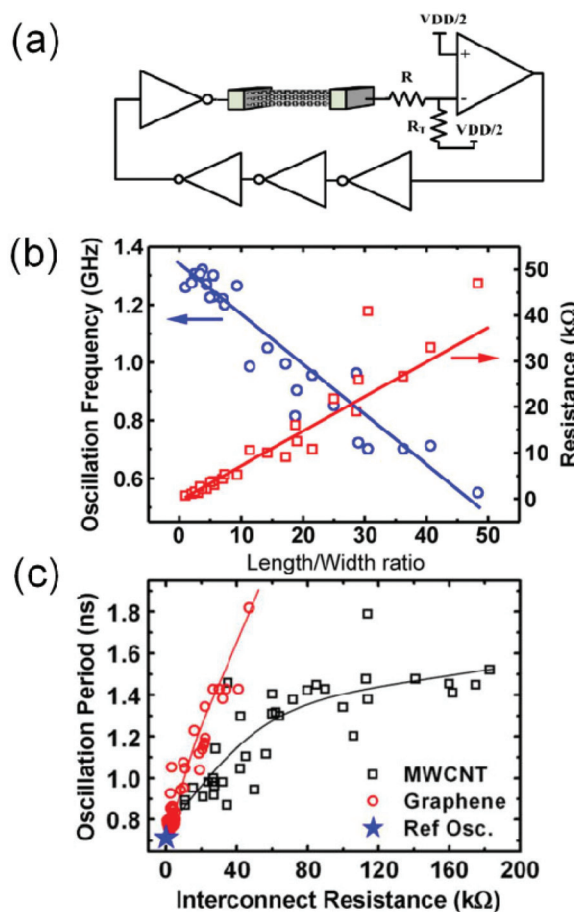 (a)
VDD/2
+
R
-
R_T
VDD/2
(b)
Oscillation Frequency (GHz)
1.4
1.2
1.0
0.8
0.6
50
40
30
20
10
0
Resistance (kΩ)
0 10 20 30 40 50
Length/Width ratio
(c)
Oscillation Period (ns)
1.8
1.6
1.4
1.2
1.0
0.8
MWCNT
Graphene
Ref Osc.
0 40 80 120 160 200
Interconnect Resistance (kΩ)